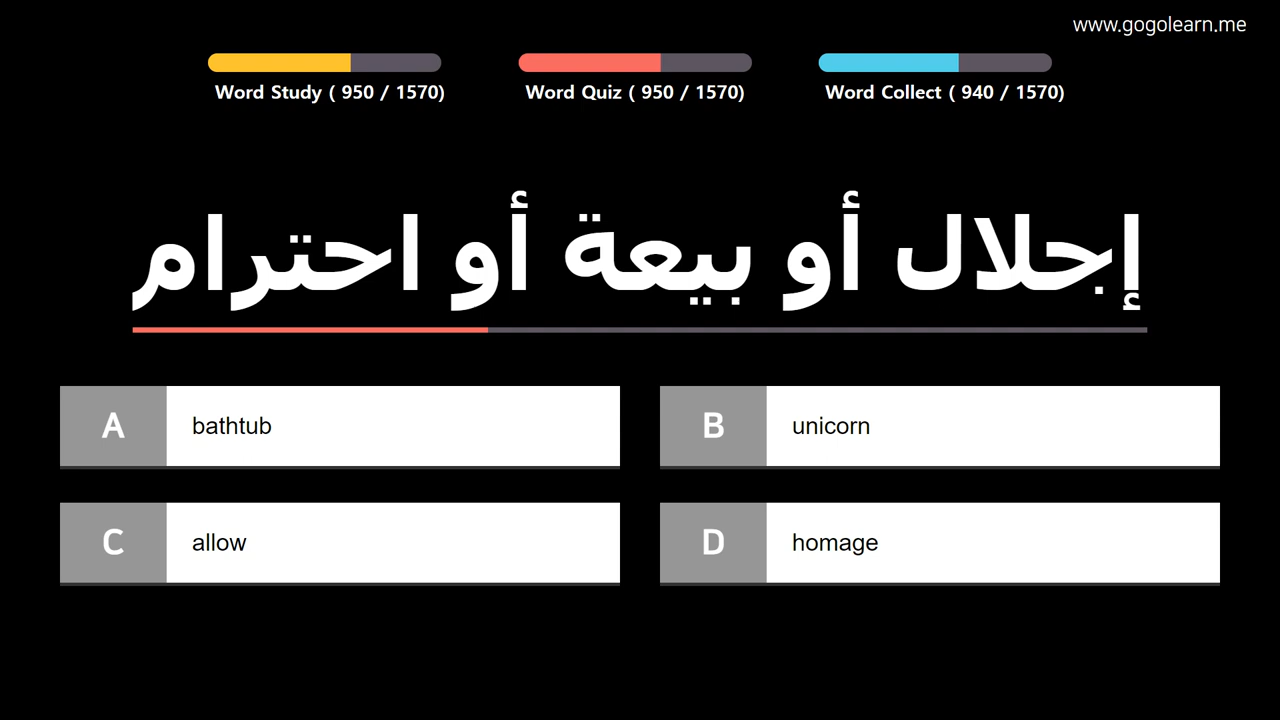 www.gogolearn.me
Word Study ( 950 / 1570)
Word Quiz ( 950 / 1570)
Word Collect ( 940 / 1570)
إجلال أو بيعة أو احترام
A bathtub
B unicorn
C allow
D homage